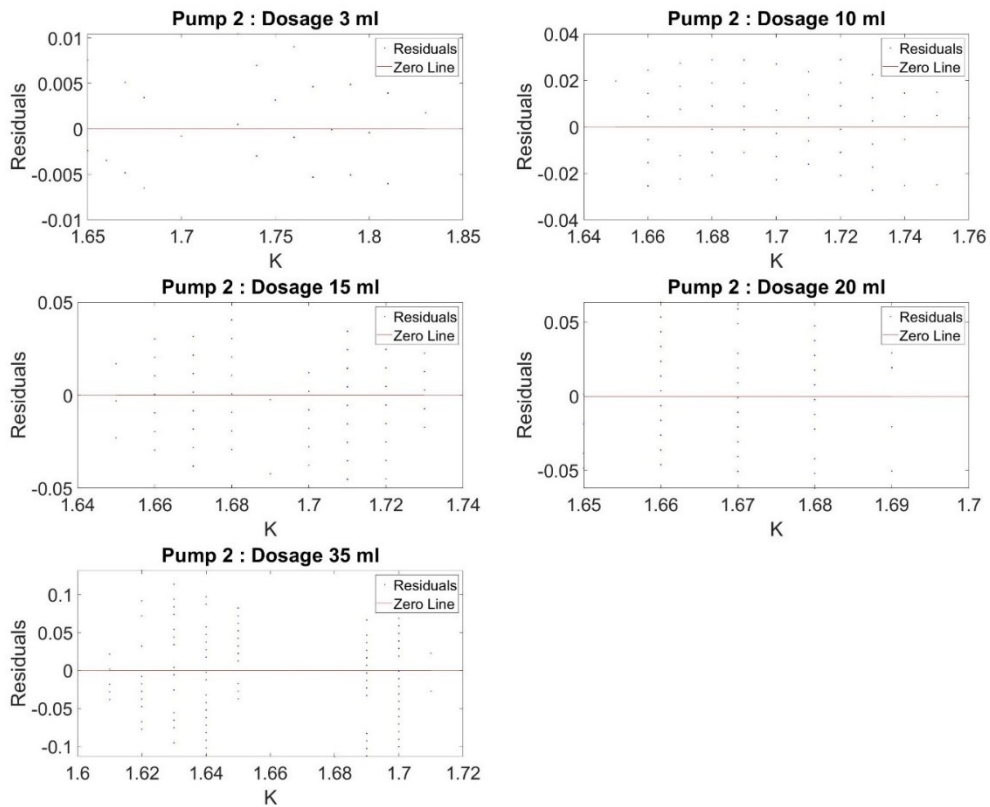 Pump 2 : Dosage 3 ml
0.01
0.005
0
-0.005
-0.01
Residuals
1.65 1.7 1.75 1.8 1.85
K
Residuals
Zero Line
Pump 2 : Dosage 10 ml
0.04
0.02
0
-0.02
-0.04
Residuals
1.64 1.66 1.68 1.7 1.72 1.74 1.76
K
Residuals
Zero Line
Pump 2 : Dosage 15 ml
0.05
0
-0.05
Residuals
1.64 1.66 1.68 1.7 1.72 1.74
K
Residuals
Zero Line
Pump 2 : Dosage 20 ml
0.05
0
-0.05
Residuals
1.65 1.66 1.67 1.68 1.69 1.7
K
Residuals
Zero Line
Pump 2 : Dosage 35 ml
0.1
0.05
0
-0.05
-0.1
Residuals
1.6 1.62 1.64 1.66 1.68 1.7 1.72
K
Residuals
Zero Line